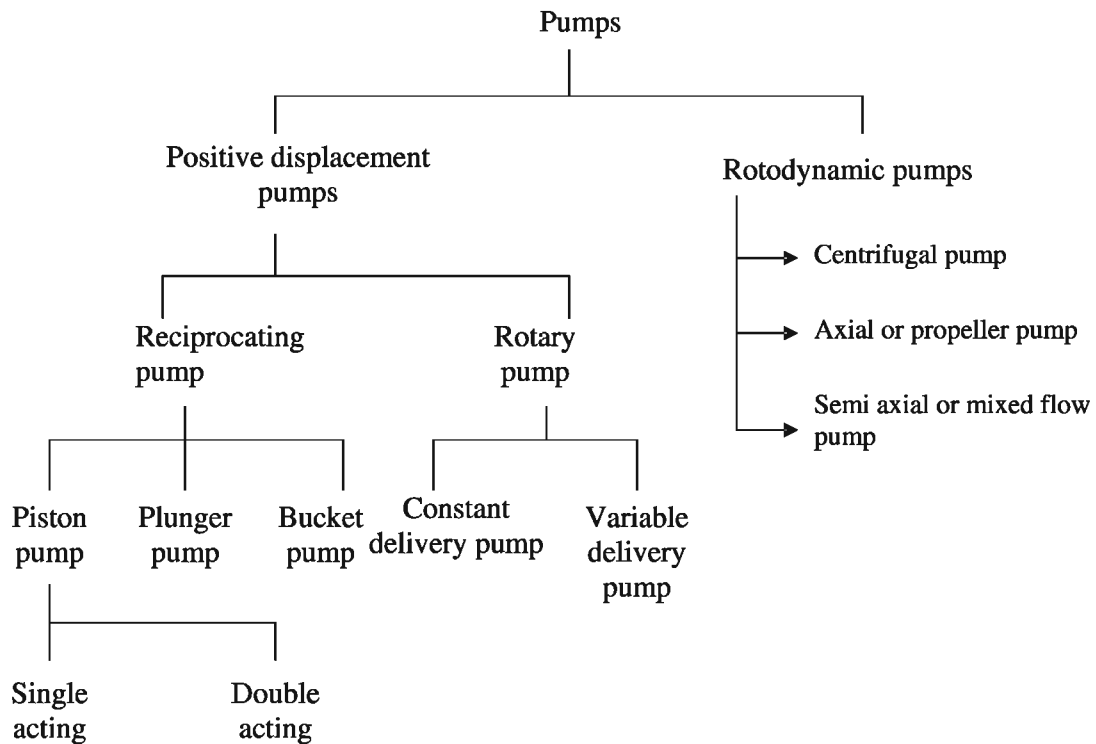 Pumps
Positive displacement
pumps
Rotodynamic pumps
Centrifugal pump
Axial or propeller pump
Semi axial or mixed flow
pump
Reciprocating
pump
Rotary
pump
Piston
pump
Plunger
pump
Bucket
pump
Constant
delivery pump
Variable
delivery
pump
Single
acting
Double
acting